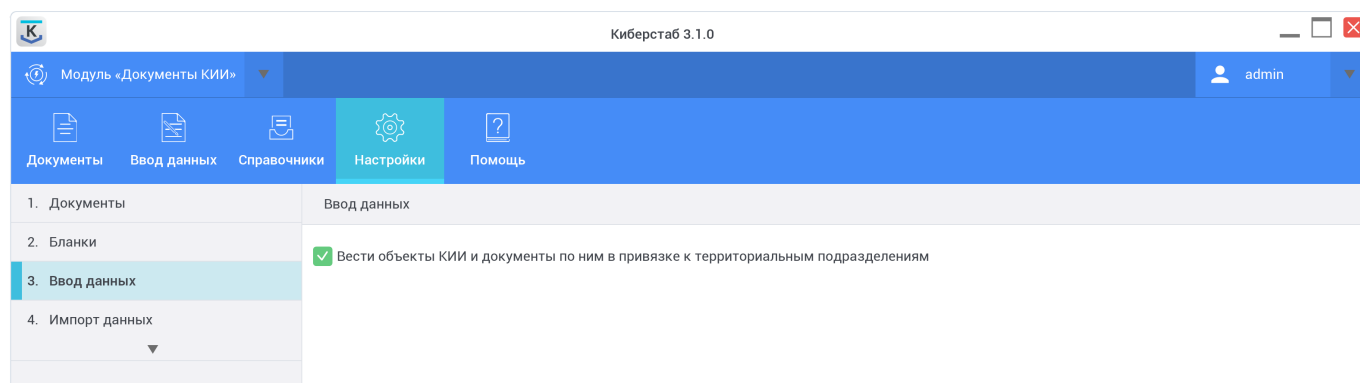 K
Киберстаб 3.1.0
Модуль «Документы КИИ»
admin
Документы
Ввод данных
Справочники
Настройки
Помощь
1. Документы
Ввод данных
2. Бланки
Вести объекты КИИ и документы по ним в привязке к территориальным подразделениям
3. Ввод данных
4. Импорт данных